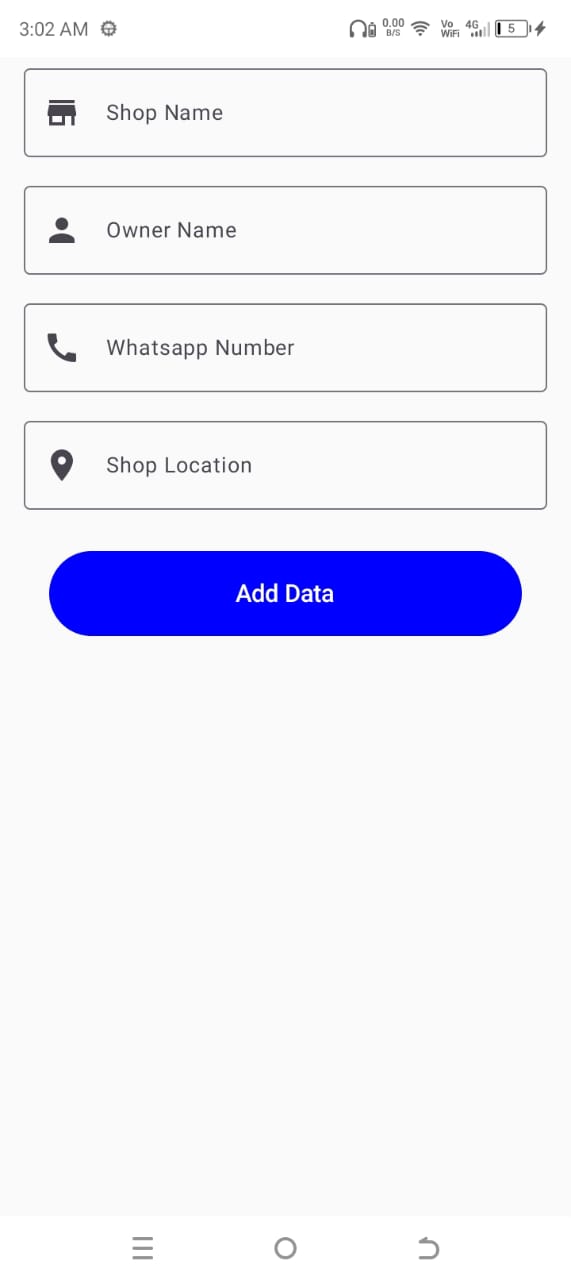 3:02 AM
0.00 B/S
Vo WiFi
4G
5
Shop Name
Owner Name
Whatsapp Number
Shop Location
Add Data